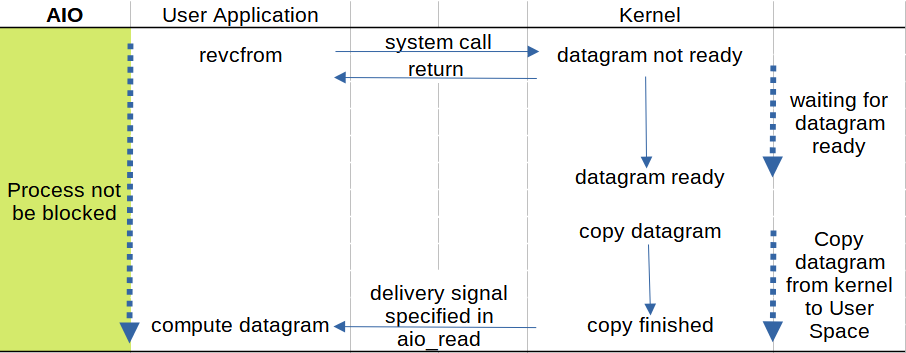 AIO
User Application
Kernel
revcfrom
system call
datagram not ready
return
waiting for
datagram
ready
datagram ready
Process not
be blocked
copy datagram
Copy
datagram
from kernel
to User
Space
delivery signal
specified in
aio_read
compute datagram
copy finished